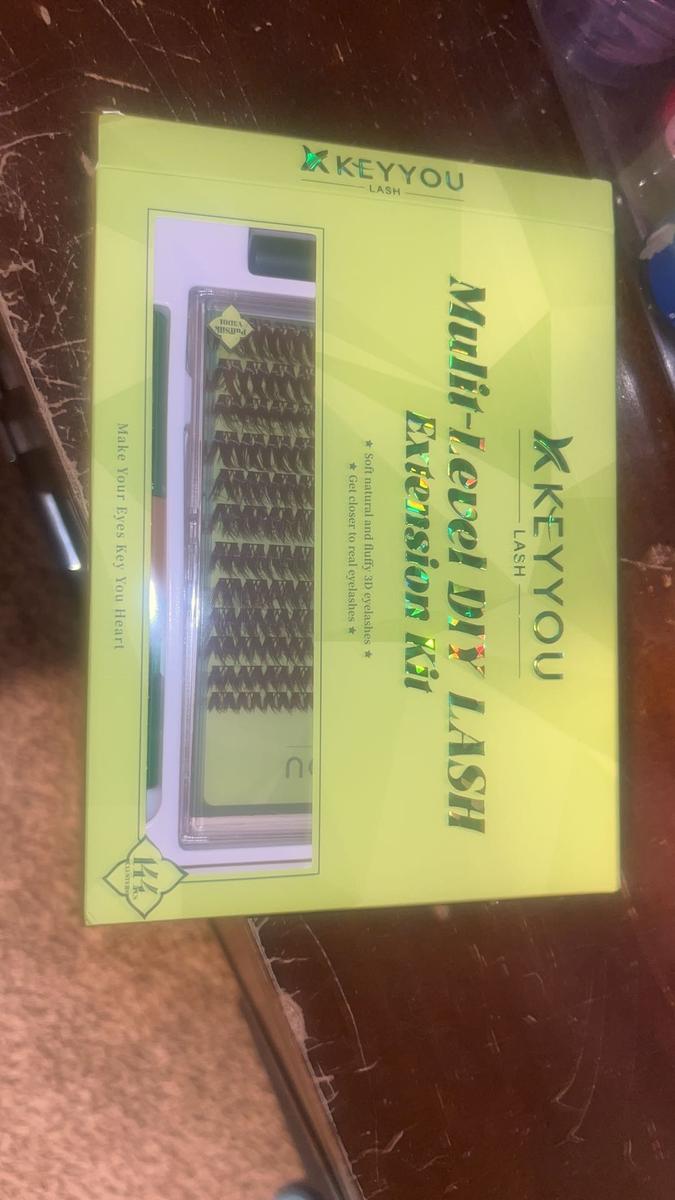 KEYYOU
LASH
KEYYOU
LASH
Mulit-Level DIY LASH
Extension Kit
★ Soft natural and fluffy 3D eyelashes ★
★ Get closer to real eyelashes ★
Make Your Eyes Key You Heart
144